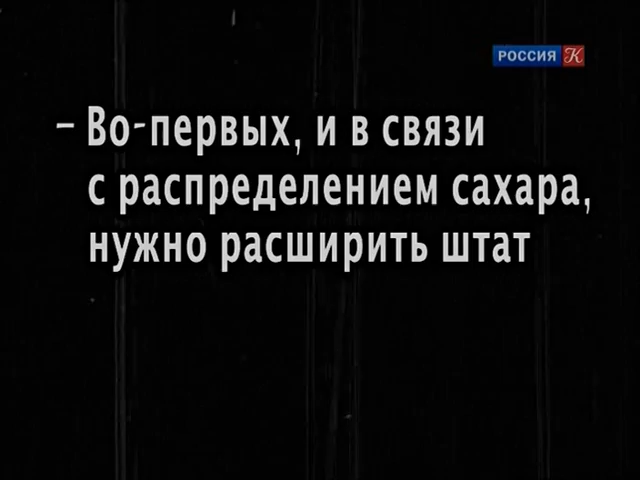 РОССИЯ К
– Во-первых, и в связи
с распределением сахара,
нужно расширить штат